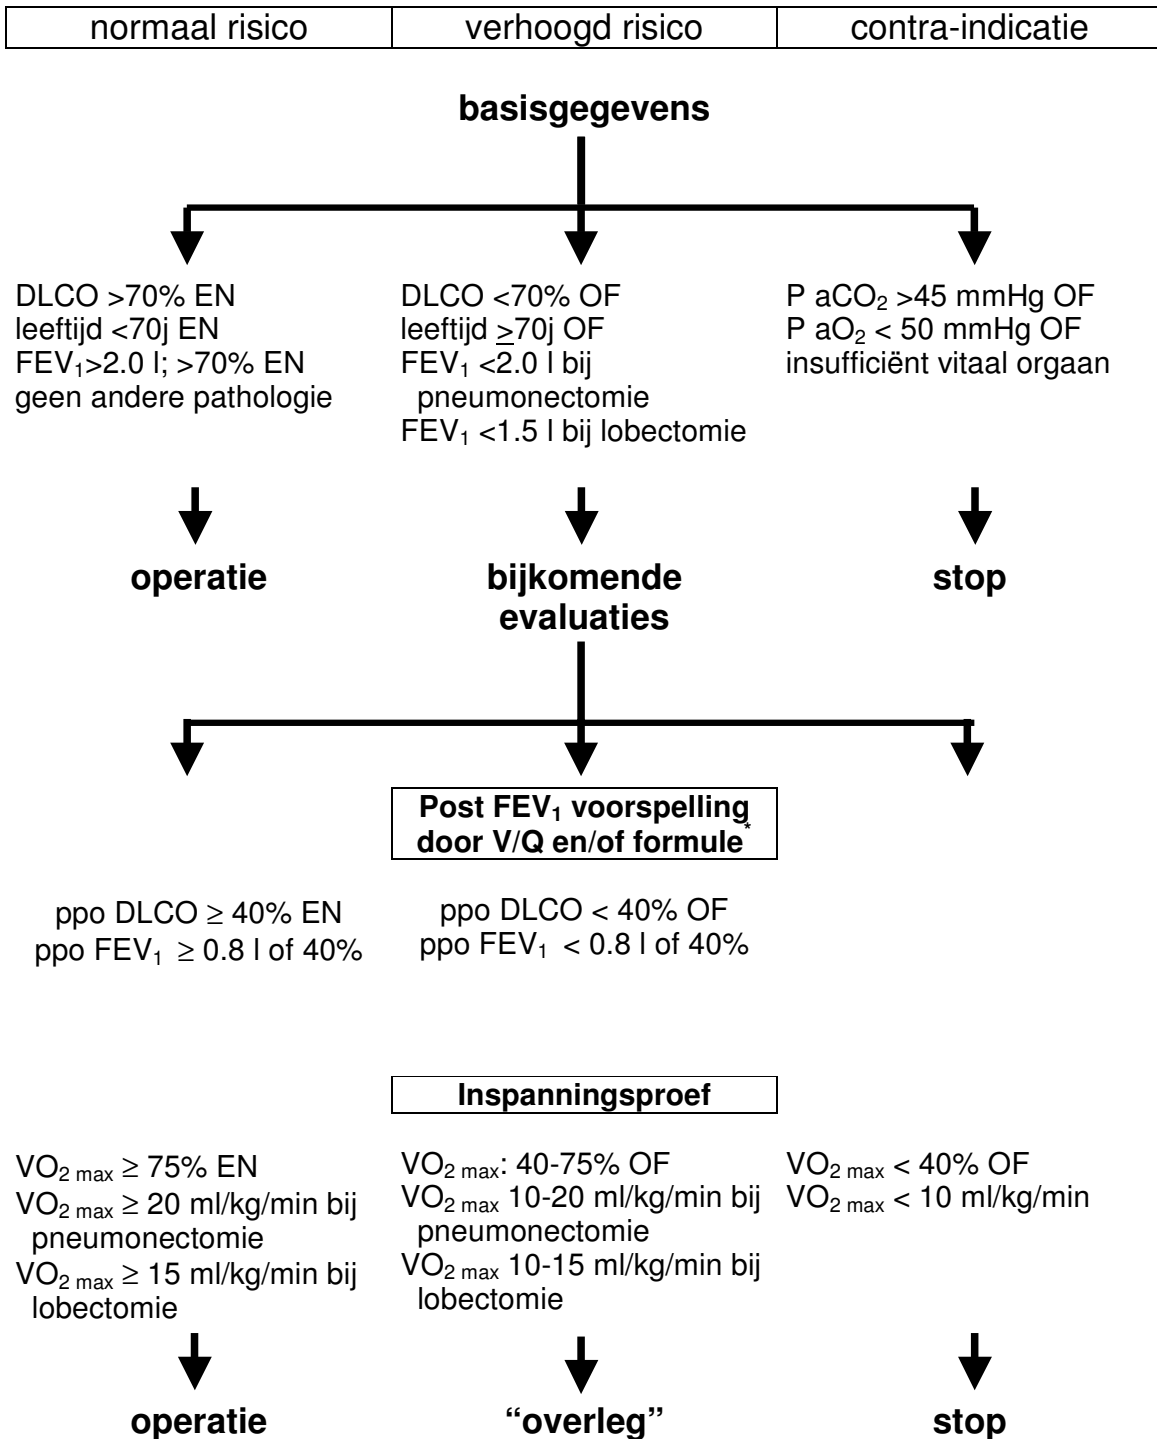 normaal risico
verhoogd risico
contra-indicatie
basisgegevens
DLCO >70% EN
leeftijd <70j EN
FEV₁>2.0 l; >70% EN
geen andere pathologie
DLCO <70% OF
leeftijd ≥70j OF
FEV₁ <2.0 l bij
pneumonectomie
FEV₁ <1.5 l bij lobectomie
P aCO₂ >45 mmHg OF
P aO₂ < 50 mmHg OF
insufficiënt vitaal orgaan
operatie
bijkomende
evaluaties
stop
Post FEV₁ voorspelling
door V/Q en/of formule*
ppo DLCO ≥ 40% EN
ppo FEV₁ ≥ 0.8 l of 40%
ppo DLCO < 40% OF
ppo FEV₁ < 0.8 l of 40%
Inspanningsproef
VO₂ max ≥ 75% EN
VO₂ max ≥ 20 ml/kg/min bij
pneumonectomie
VO₂ max ≥ 15 ml/kg/min bij
lobectomie
VO₂ max: 40-75% OF
VO₂ max 10-20 ml/kg/min bij
pneumonectomie
VO₂ max 10-15 ml/kg/min bij
lobectomie
VO₂ max < 40% OF
VO₂ max < 10 ml/kg/min
operatie
“overleg”
stop